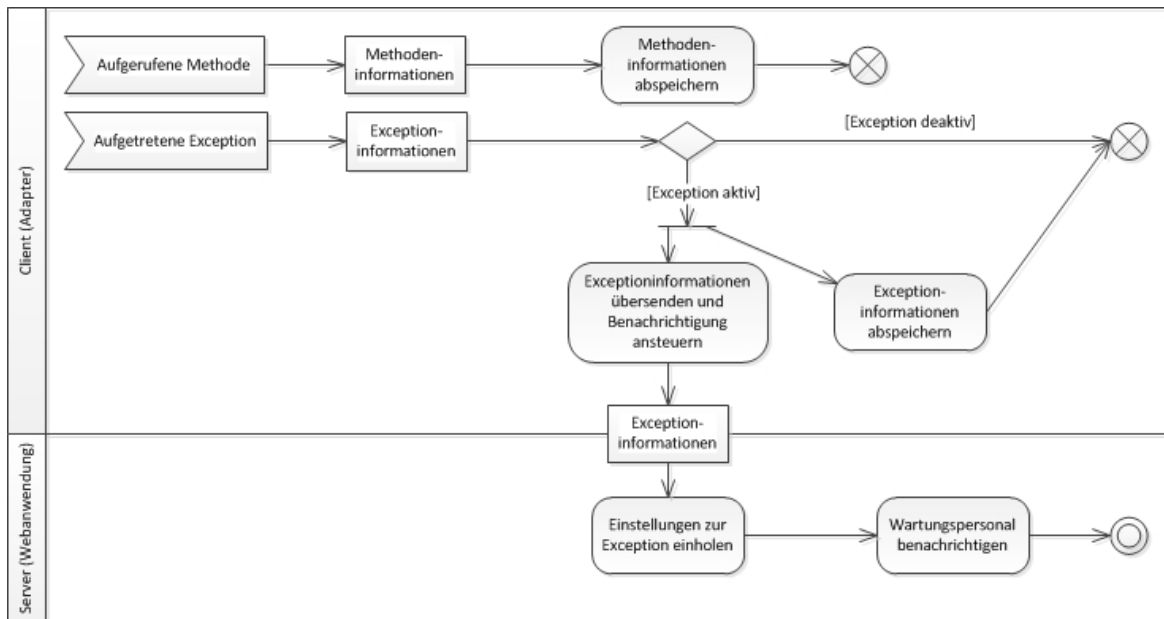 Client (Adapter)
Aufgerufene Methode
Methoden-
informationen
Methoden-
informationen
abspeichern
Aufgetretene Exception
Exception-
informationen
[Exception deaktiv]
[Exception aktiv]
Exceptioninformationen
übersenden und
Benachrichtigung
ansteuern
Exception-
informationen
abspeichern
Exception-
informationen
Server (Webanwendung)
Einstellungen zur
Exception einholen
Wartungspersonal
benachrichtigen